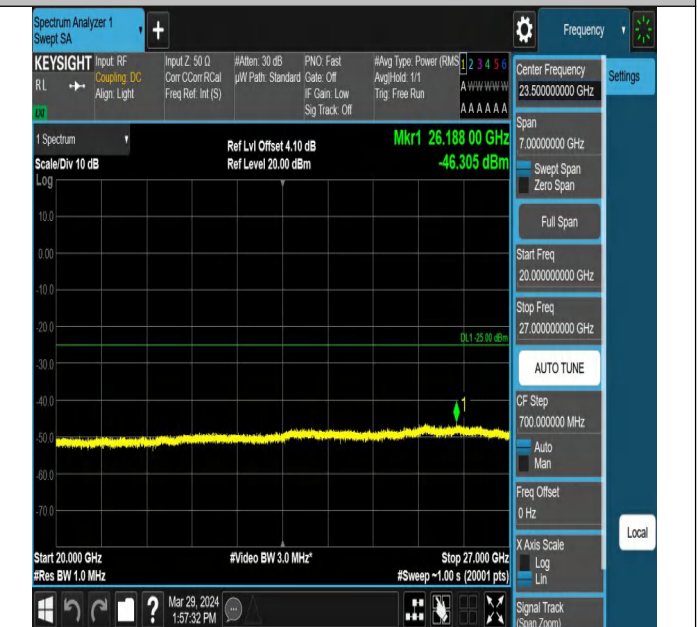 Spectrum Analyzer 1
Swept SA
+
Frequency
KEYSIGHT
RL
Input: RF
Coupling: DC
Align: Light
Input Z: 50 Ω
Corr CCorr RCal
Freq Ref: Int (S)
#Atten: 30 dB
µW Path: Standard
PNO: Fast
Gate: Off
IF Gain: Low
Sig Track: Off
#Avg Type: Power (RMS
Avg|Hold: 1/1
Trig: Free Run
1 2 3 4 5 6
A W W W W W
A A A A A A
1 Spectrum
Scale/Div 10 dB
Log
Ref Lvl Offset 4.10 dB
Ref Level 20.00 dBm
Mkr1 26.188 00 GHz
-46.305 dBm
10.0
0.00
-10.0
-20.0
DL1 -25.00 dBm
-30.0
-40.0
1
-50.0
-60.0
-70.0
Start 20.000 GHz
#Res BW 1.0 MHz
#Video BW 3.0 MHz*
Stop 27.000 GHz
#Sweep ~1.00 s (20001 pts)
?
Mar 29, 2024
1:57:32 PM
Center Frequency
23.500000000 GHz
Settings
Span
7.00000000 GHz
Swept Span
Zero Span
Full Span
Start Freq
20.000000000 GHz
Stop Freq
27.000000000 GHz
AUTO TUNE
CF Step
700.000000 MHz
Auto
Man
Freq Offset
0 Hz
Local
X Axis Scale
Log
Lin
Signal Track
(Span Zoom)